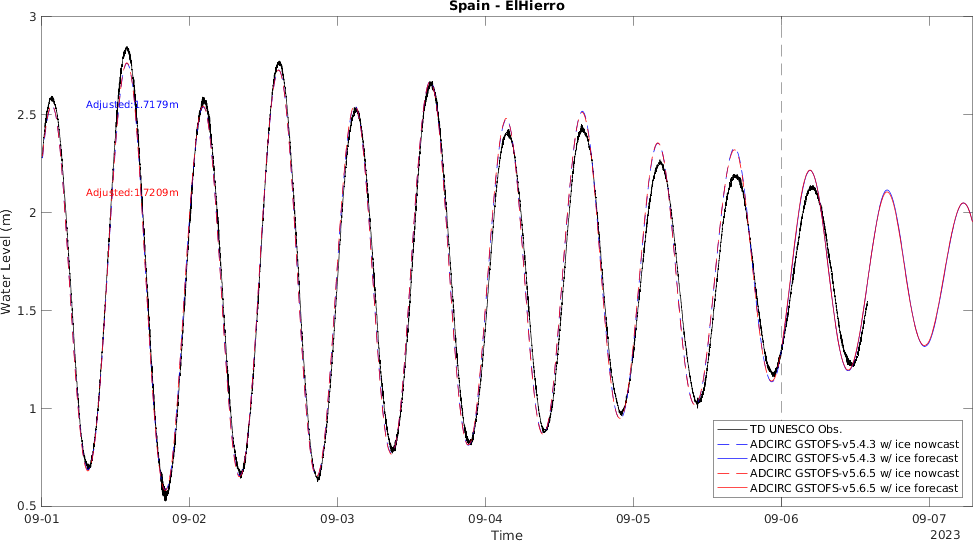 Spain - ElHierro
3
2.5
2
1.5
1
0.5
Water Level (m)
Adjusted:1.7179m
Adjusted:1.7209m
TD UNESCO Obs.
ADCIRC GSTOFS-v5.4.3 w/ ice nowcast
ADCIRC GSTOFS-v5.4.3 w/ ice forecast
ADCIRC GSTOFS-v5.6.5 w/ ice nowcast
ADCIRC GSTOFS-v5.6.5 w/ ice forecast
09-01 09-02 09-03 09-04 09-05 09-06 09-07
Time
2023